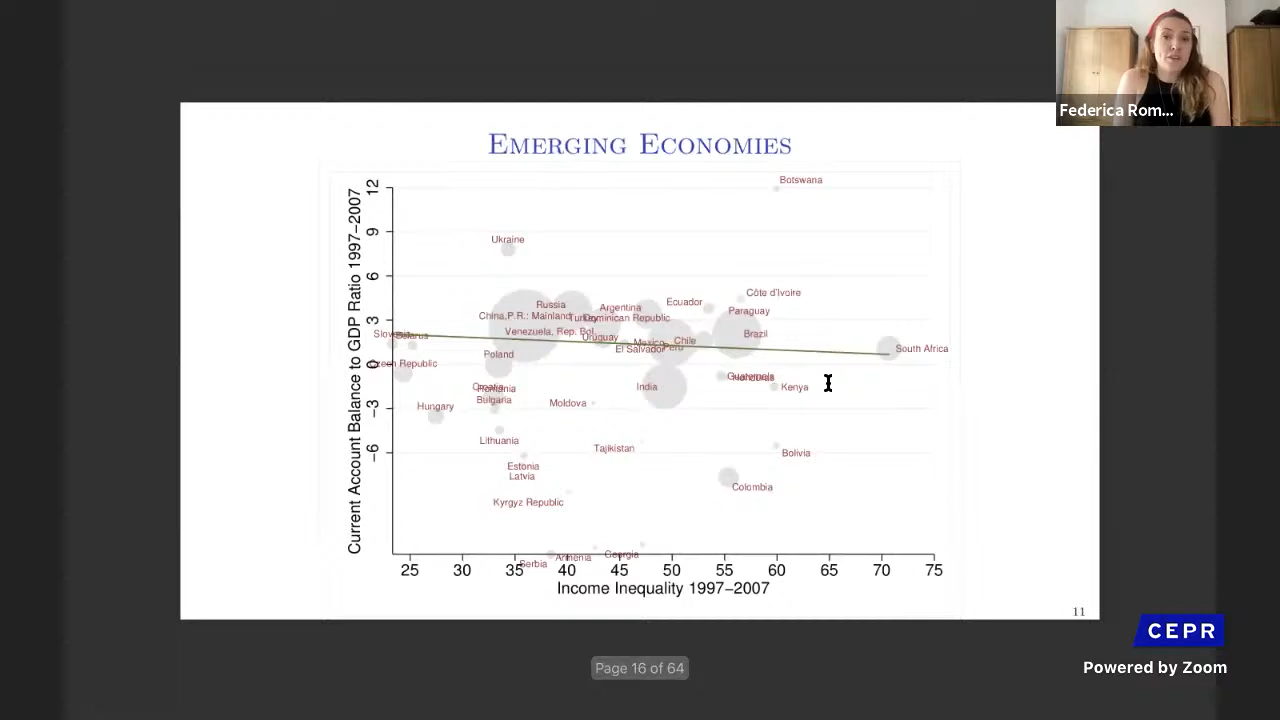 Federica Rom...
EMERGING ECONOMIES
Current Account Balance to GDP Ratio 1997−2007
12
9
6
3
0
−3
−6
Botswana
Ukraine
Côte d'Ivoire
Ecuador
Russia
Argentina
Paraguay
China,P.R.: Mainland
Turkey
Dominican Republic
Venezuela, Rep. Bol.
Brazil
Belarus
Uruguay
Mexico
Chile
El Salvador
Peru
South Africa
Poland
Czech Republic
Guatemala
Honduras
Croatia
Romania
India
Kenya
Bulgaria
Moldova
Hungary
Lithuania
Tajikistan
Bolivia
Estonia
Latvia
Colombia
Kyrgyz Republic
Armenia
Georgia
Serbia
25 30 35 40 45 50 55 60 65 70 75
Income Inequality 1997−2007
11
CEPR
Page 16 of 64
Powered by Zoom